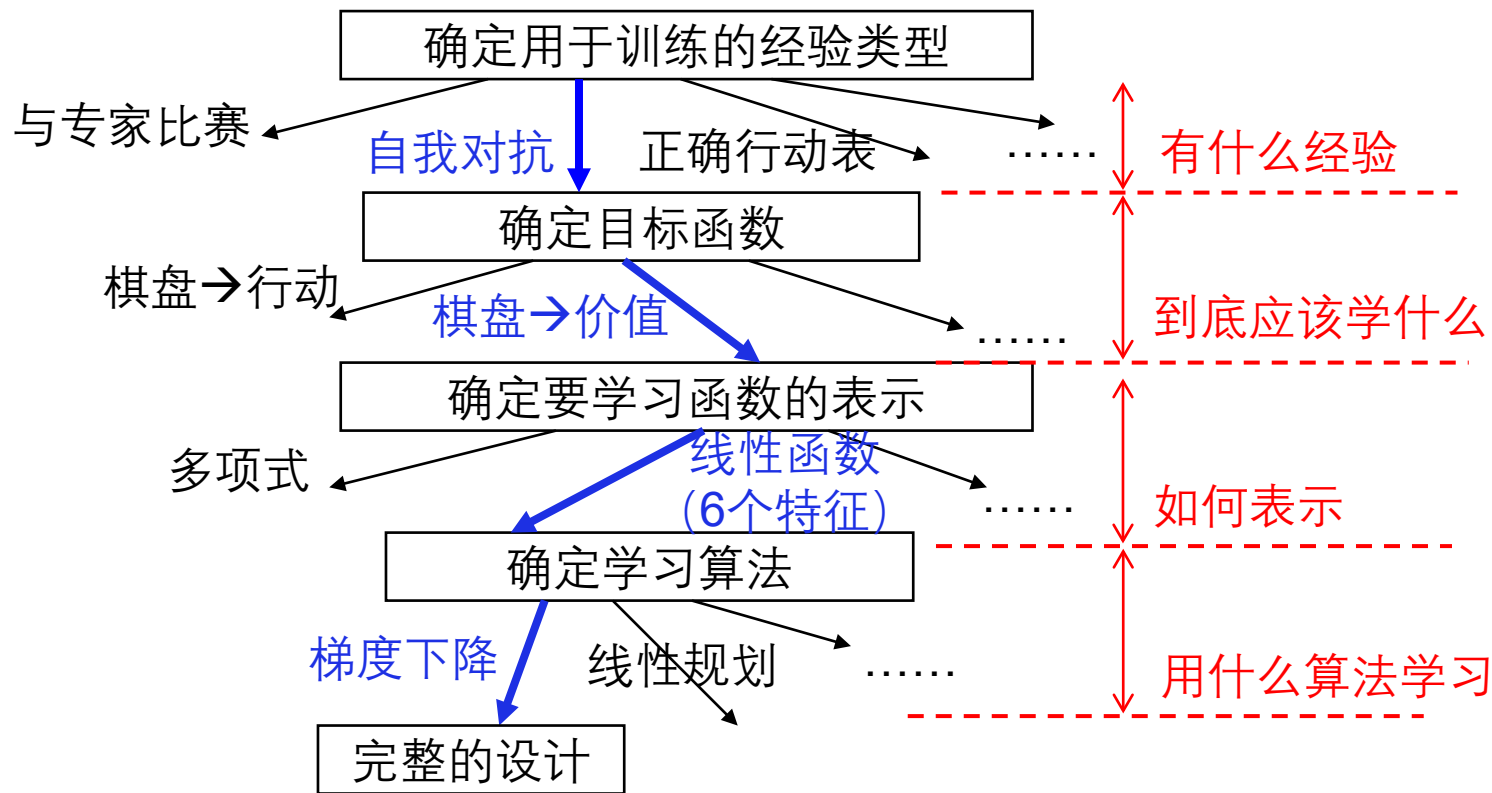 确定用于训练的经验类型
与专家比赛
自我对抗
正确行动表
......
有什么经验
确定目标函数
棋盘→行动
棋盘→价值
......
到底应该学什么
确定要学习函数的表示
多项式
线性函数
(6个特征)
......
如何表示
确定学习算法
梯度下降
线性规划
......
用什么算法学习
完整的设计